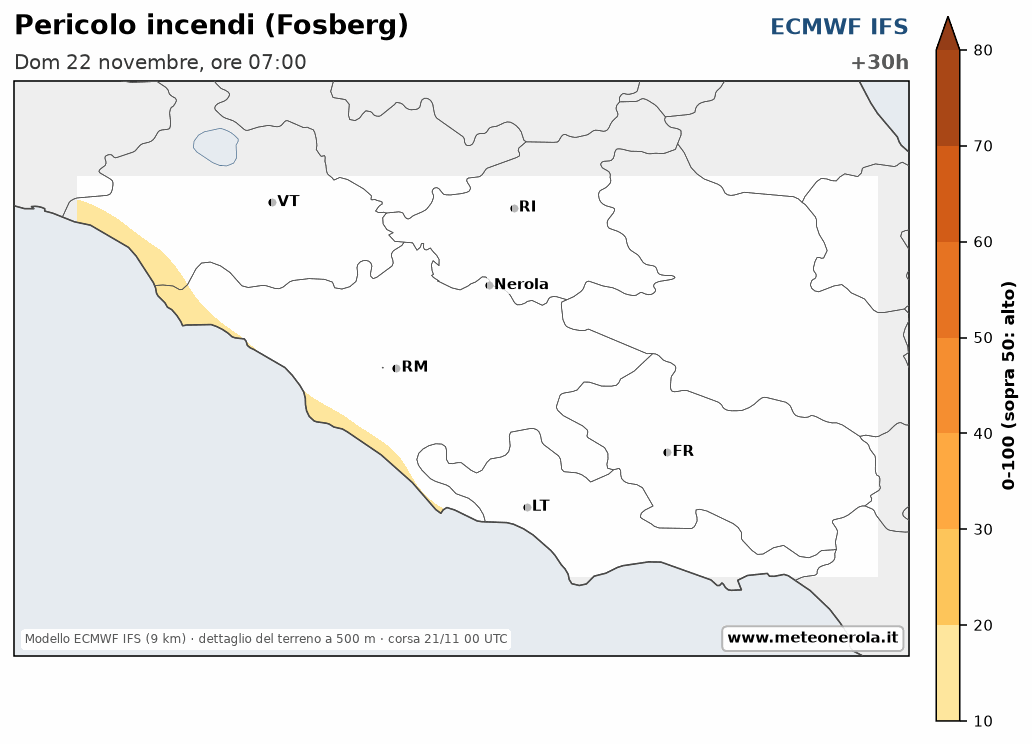 Pericolo incendi (Fosberg)
ECMWF IFS
Dom 22 novembre, ore 07:00
+30h
VT
RI
Nerola
RM
FR
LT
80
70
60
50
40
30
20
10
0-100 (sopra 50: alto)
Modello ECMWF IFS (9 km) · dettaglio del terreno a 500 m · corsa 21/11 00 UTC
www.meteonerola.it